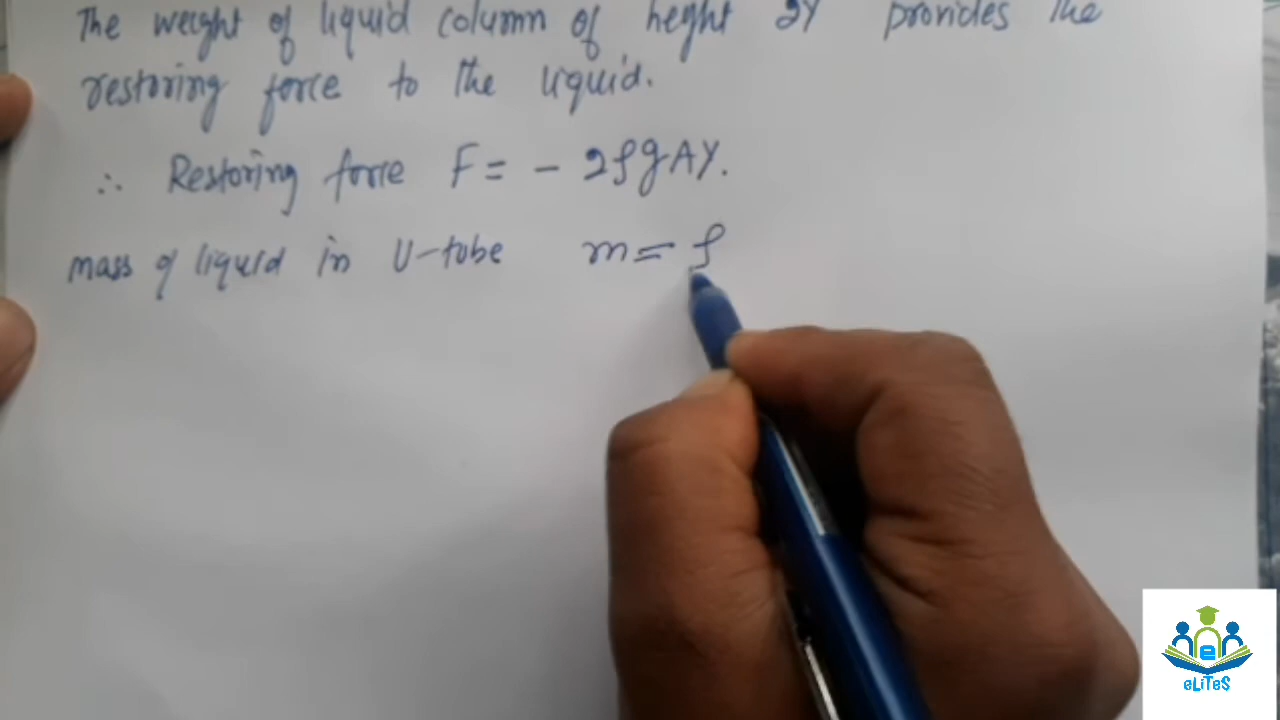 The weight of liquid column of heght 2Y provides the
restoring force to the liquid.
∴ Restoring force F = - 2ρgAY.
mass of liquid in U-tube m = ρ
e
eLiTeS